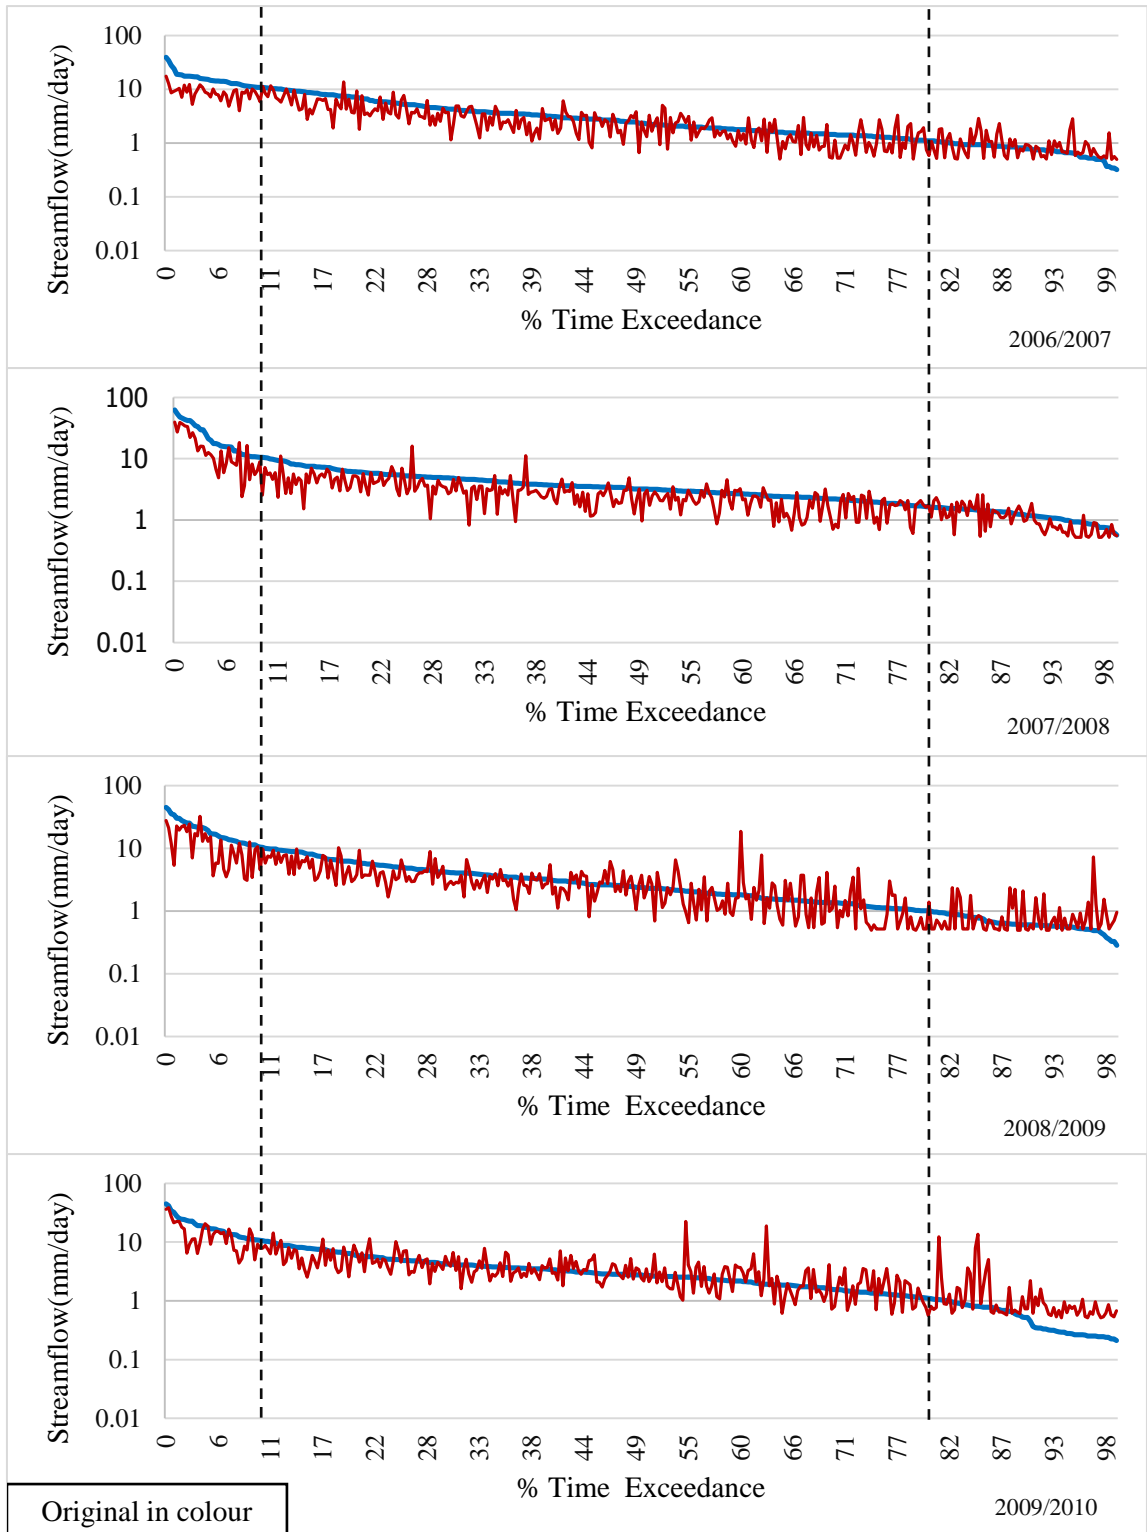 Streamflow(mm/day)
100
10
1
0.1
0.01
0 6 11 17 22 28 33 39 44 49 55 60 66 71 77 82 88 93 99
% Time Exceedance
2006/2007
Streamflow(mm/day)
100
10
1
0.1
0.01
0 6 11 17 22 28 33 38 44 49 55 60 66 71 77 82 87 93 98
% Time Exceedance
2007/2008
Streamflow(mm/day)
100
10
1
0.1
0.01
0 6 11 17 22 28 33 38 44 49 55 60 66 71 77 82 87 93 98
% Time Exceedance
2008/2009
Streamflow(mm/day)
100
10
1
0.1
0.01
0 6 11 17 22 28 33 38 44 49 55 60 66 71 77 82 87 93 98
% Time Exceedance
2009/2010
Original in colour